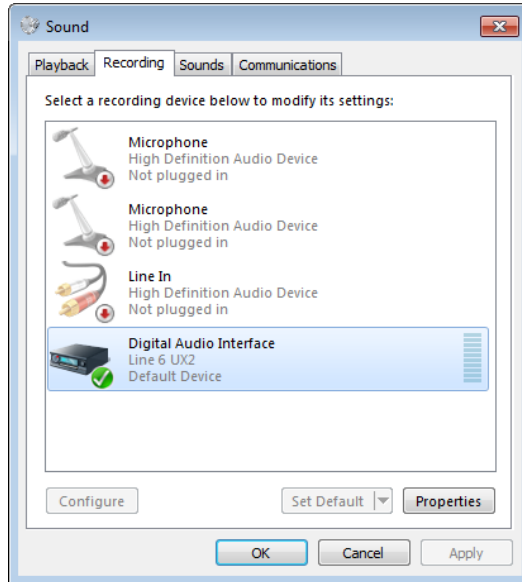 Sound
Playback Recording Sounds Communications
Select a recording device below to modify its settings:
Microphone
High Definition Audio Device
Not plugged in
Microphone
High Definition Audio Device
Not plugged in
Line In
High Definition Audio Device
Not plugged in
Digital Audio Interface
Line 6 UX2
Default Device
Configure Set Default Properties
OK Cancel Apply